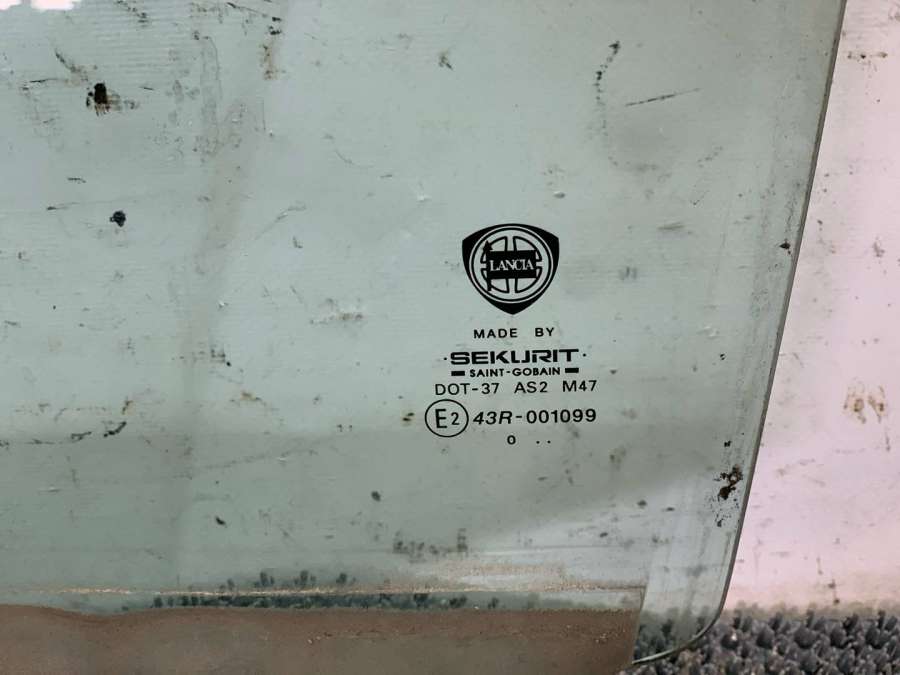 LANCIA
MADE BY
·SEKURIT·
SAINT-GOBAIN
DOT-37 AS2 M47
E2 43R-001099
0 ..